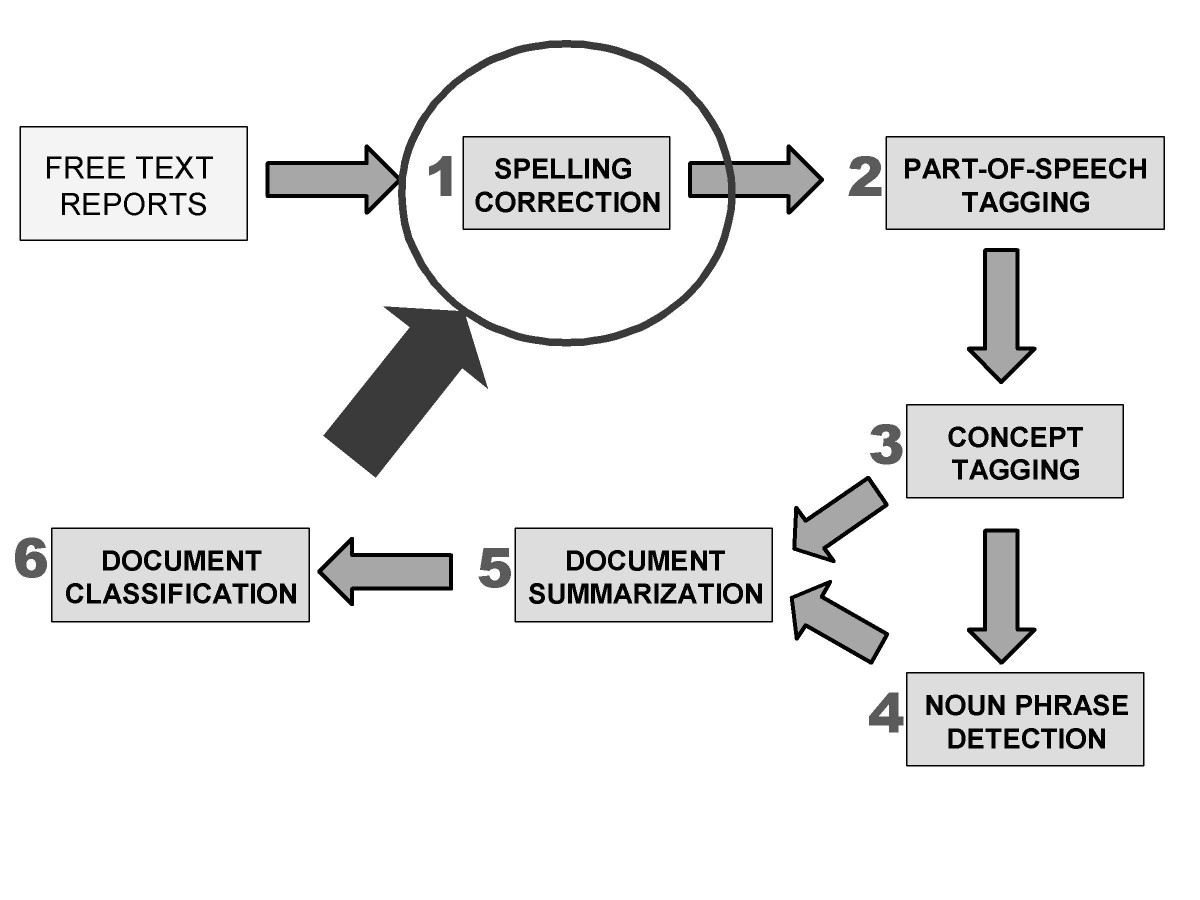 FREE TEXT
REPORTS
1
SPELLING
CORRECTION
2
PART-OF-SPEECH
TAGGING
3
CONCEPT
TAGGING
4
NOUN PHRASE
DETECTION
5
DOCUMENT
SUMMARIZATION
6
DOCUMENT
CLASSIFICATION